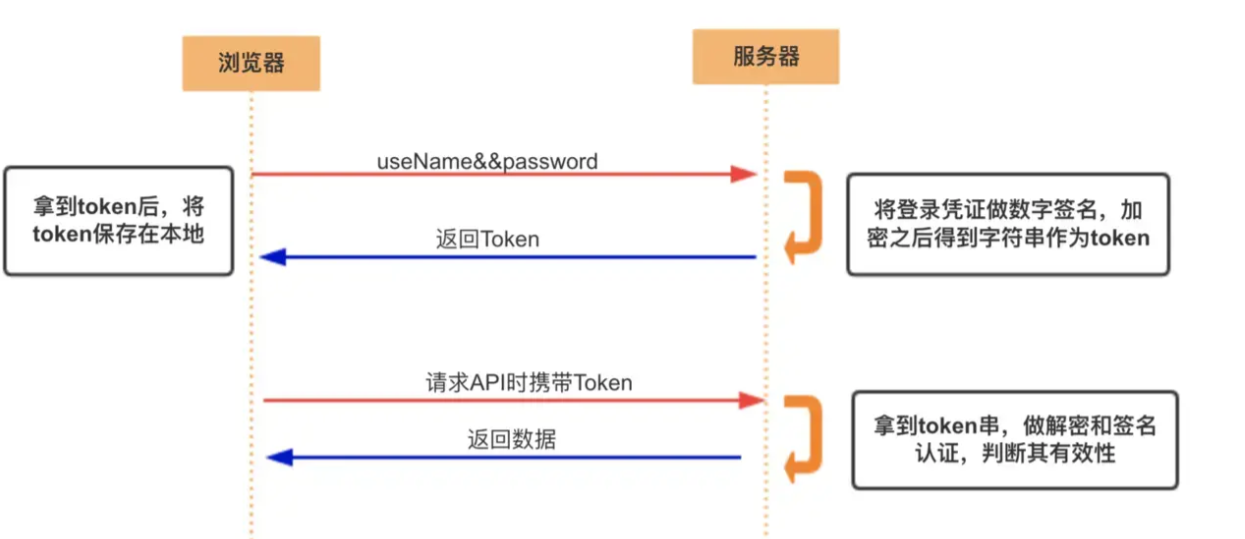 浏览器
服务器
useName&&password
拿到token后，将
token保存在本地
将登录凭证做数字签名，加
密之后得到字符串作为token
返回Token
请求API时携带Token
返回数据
拿到token串，做解密和签名
认证，判断其有效性